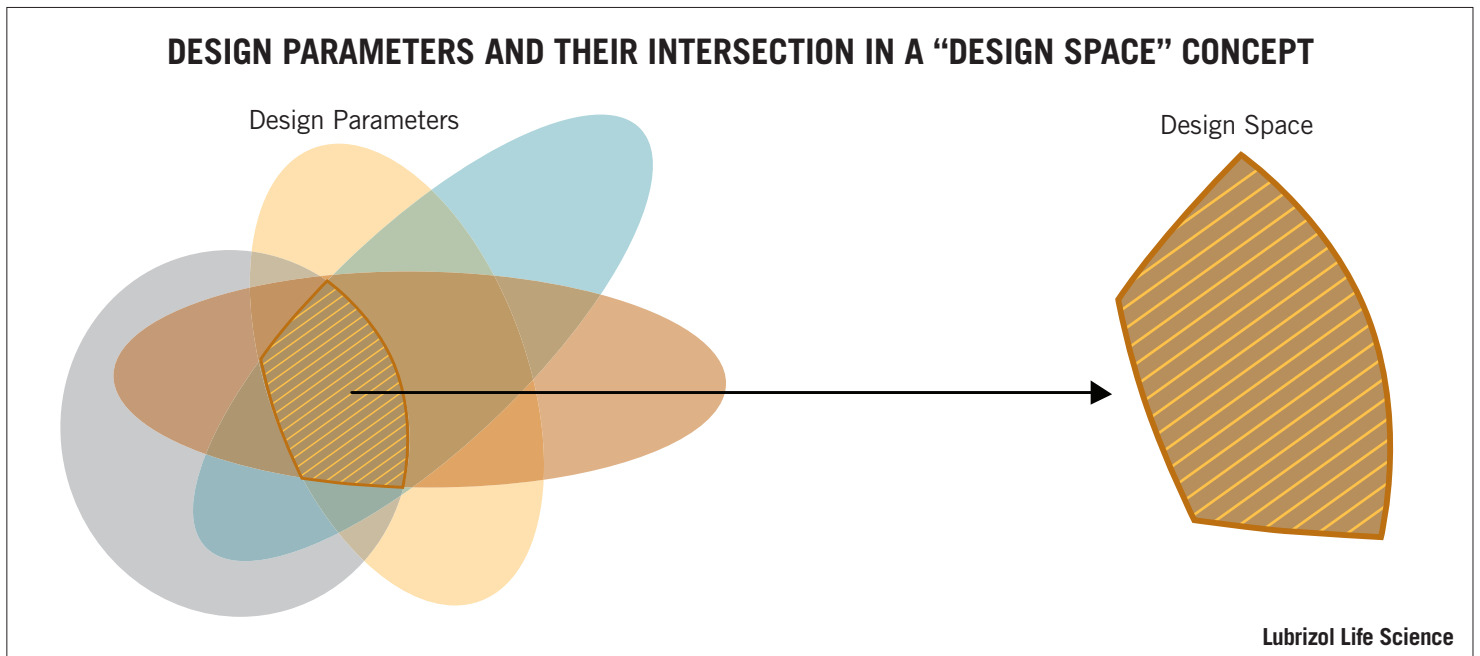 DESIGN PARAMETERS AND THEIR INTERSECTION IN A “DESIGN SPACE” CONCEPT
Design Parameters
Design Space
Lubrizol Life Science